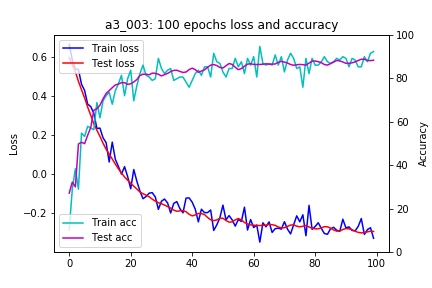 a3_003: 100 epochs loss and accuracy
Train loss
Test loss
Train acc
Test acc
0.6
0.4
0.2
0.0
−0.2
Loss
100
80
60
40
20
0
Accuracy
0 20 40 60 80 100